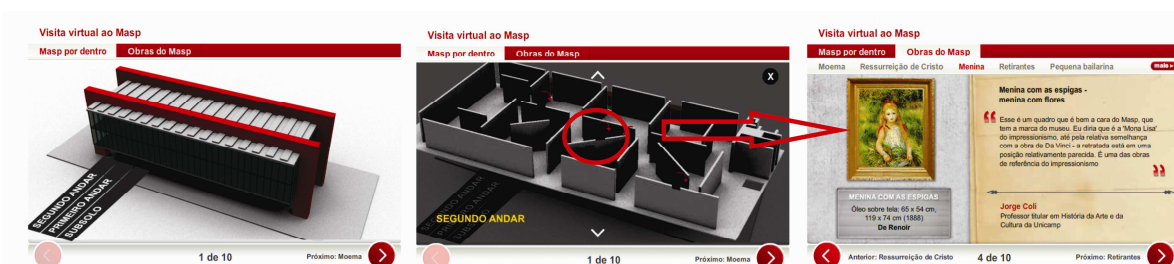 Visita virtual ao Masp
Masp por dentro
Obras do Masp
SEGUNDO ANDAR
PRIMEIRO ANDAR
SUBSOLO
1 de 10
Próximo: Moema
Visita virtual ao Masp
Masp por dentro
Obras do Masp
X
SEGUNDO ANDAR
PRIMEIRO ANDAR
SUBSOLO
SEGUNDO ANDAR
1 de 10
Próximo: Moema
Visita virtual ao Masp
Masp por dentro
Obras do Masp
Moema
Ressurreição de Cristo
Menina
Retirantes
Pequena bailarina
mais
Menina com as espigas -
menina com flores
“ Esse é um quadro que é bem a cara do Masp, que
tem a marca do museu. Eu diria que é a 'Mona Lisa'
do impressionismo, até pela relativa semelhança
com a obra de Da Vinci - a retratada está em uma
posição relativamente parecida. É uma das obras
de referência do impressionismo ”
MENINA COM AS ESPIGAS
Óleo sobre tela; 65 x 54 cm,
119 x 74 cm (1888)
De Renoir
Jorge Coli
Professor titular em História da Arte e da
Cultura da Unicamp
Anterior: Ressurreição de Cristo
4 de 10
Próximo: Retirantes